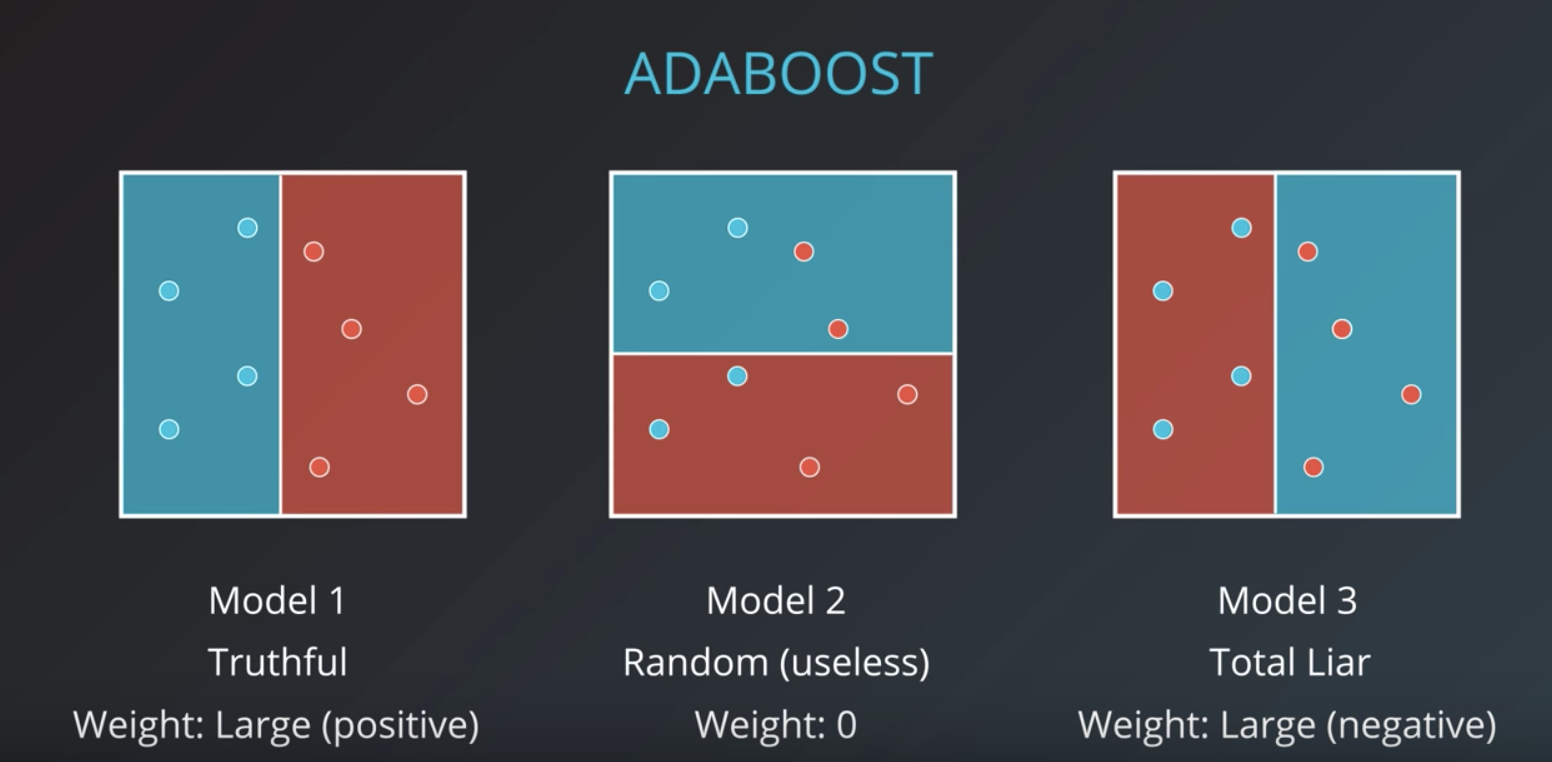 ADABOOST
Model 1
Truthful
Weight: Large (positive)
Model 2
Random (useless)
Weight: 0
Model 3
Total Liar
Weight: Large (negative)